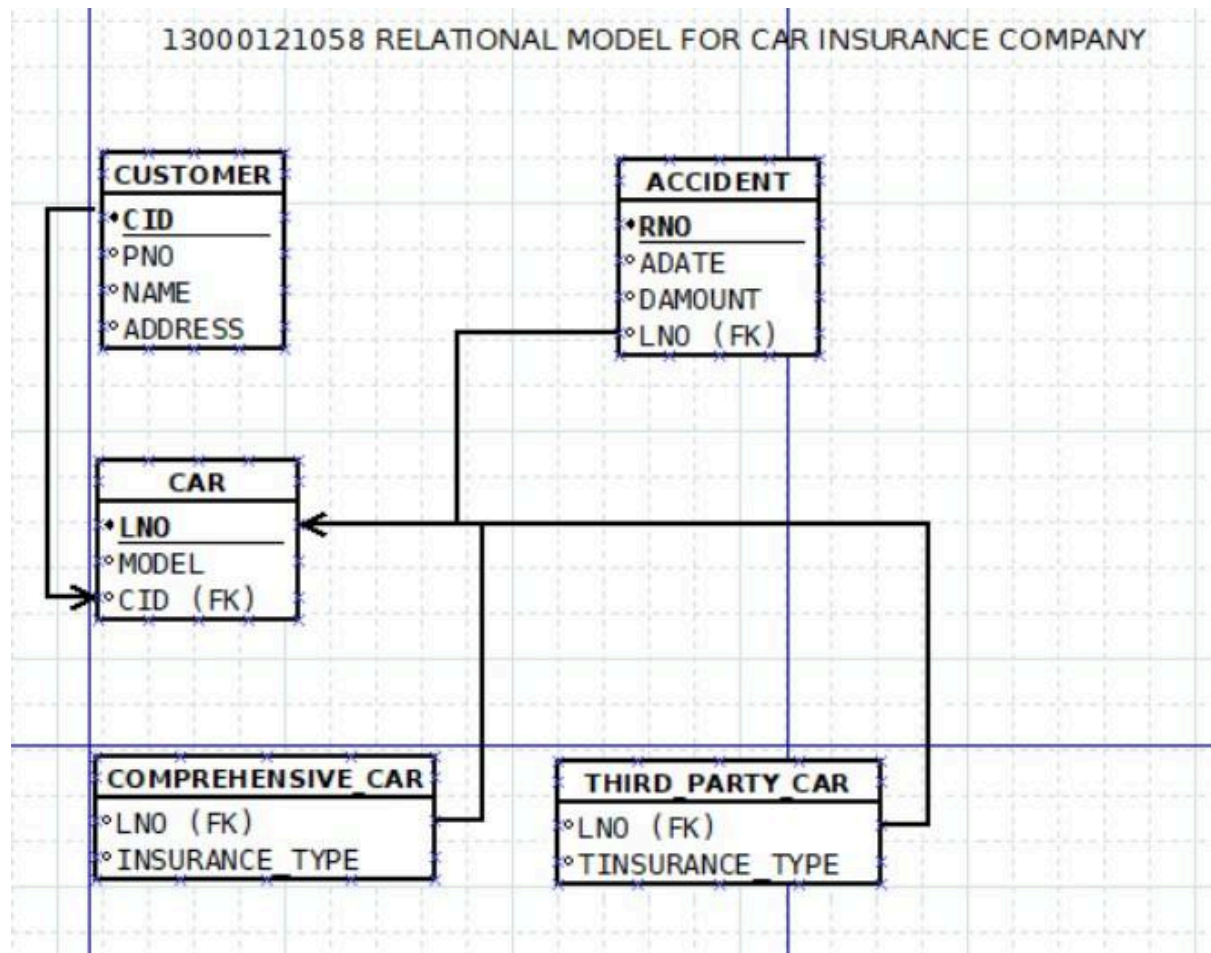 13000121058 RELATIONAL MODEL FOR CAR INSURANCE COMPANY
CUSTOMER
CID
PNO
NAME
ADDRESS
ACCIDENT
RNO
ADATE
DAMOUNT
LNO (FK)
CAR
LNO
MODEL
CID (FK)
COMPREHENSIVE_CAR
LNO (FK)
INSURANCE_TYPE
THIRD_PARTY_CAR
LNO (FK)
TINSURANCE_TYPE